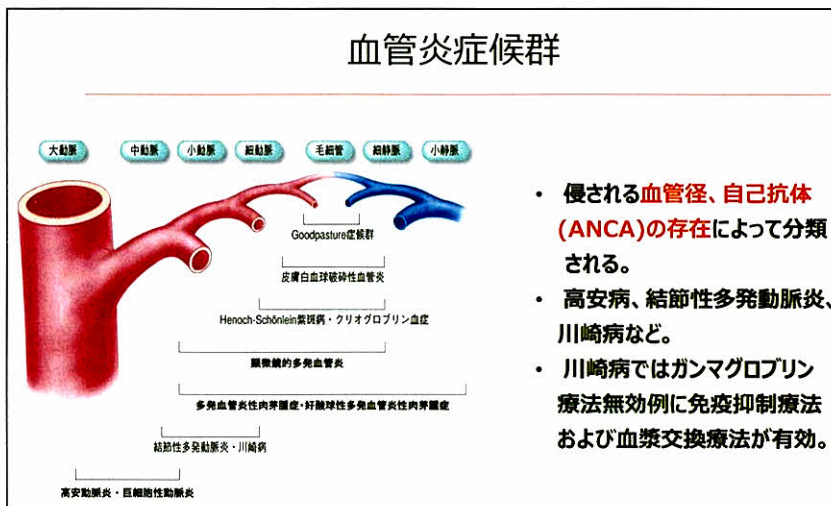 血管炎症候群
大動脈
中動脈
小動脈
細動脈
毛細管
細静脈
小静脈
Goodpasture症候群
皮膚白血球破砕性血管炎
Henoch-Schönlein紫斑病・クリオグロブリン血症
顕微鏡的多発血管炎
多発血管炎性肉芽腫症・好酸球性多発血管炎性肉芽腫症
結節性多発動脈炎・川崎病
高安動脈炎・巨細胞性動脈炎
• 侵される血管径、自己抗体
(ANCA)の存在によって分類
される。
• 高安病、結節性多発動脈炎、
川崎病など。
• 川崎病ではガンマグロブリン
療法無効例に免疫抑制療法
および血漿交換療法が有効。